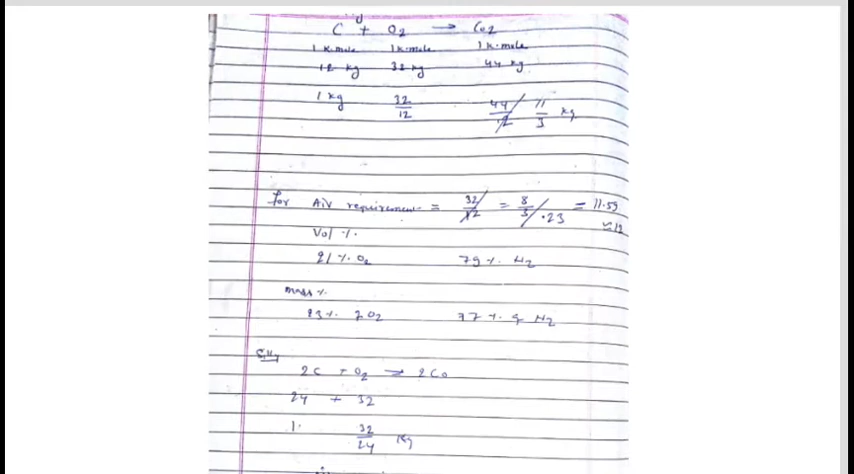 C + O2 → CO2
1 K.mole 1 K.mole 1 K.mole
12 kg 32 kg 44 kg
1 kg 32/12 44/12 11/3 kg
for Air requirement = 32/12 = 8/3/.23 = 11.59
≈12
Vol %.
21 % O2 79 % N2
mass %
23 % O2 77 % of N2
Silly
2C + O2 → 2CO
24 + 32
1. 32/24 Kg